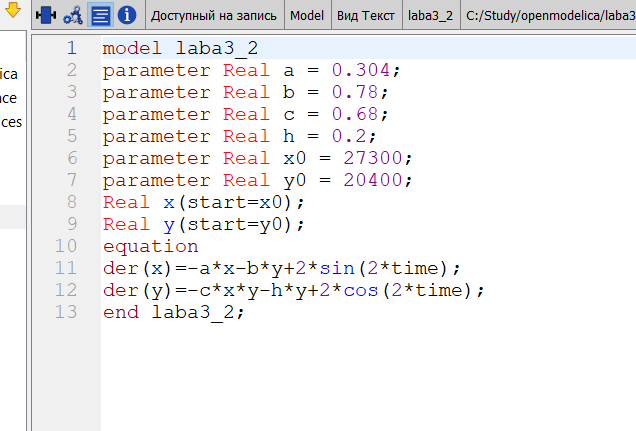 Доступный на запись Model Вид Текст laba3_2 C:/Study/openmodelica/laba3
ica
ce
ces
1 model laba3_2
2 parameter Real a = 0.304;
3 parameter Real b = 0.78;
4 parameter Real c = 0.68;
5 parameter Real h = 0.2;
6 parameter Real x0 = 27300;
7 parameter Real y0 = 20400;
8 Real x(start=x0);
9 Real y(start=y0);
10 equation
11 der(x)=-a*x-b*y+2*sin(2*time);
12 der(y)=-c*x*y-h*y+2*cos(2*time);
13 end laba3_2;